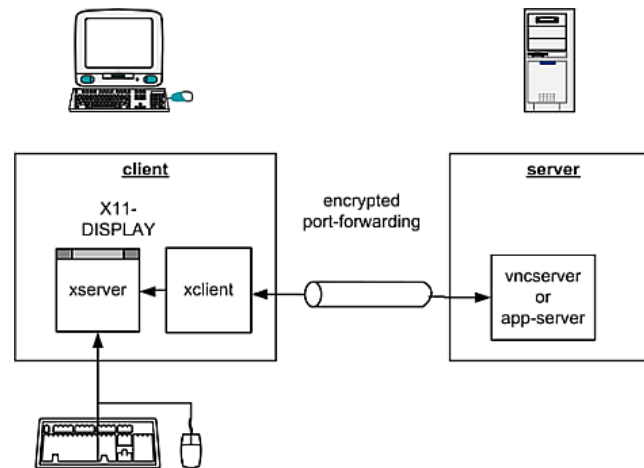 client
server
X11-
DISPLAY
encrypted
port-forwarding
xserver
xclient
vncserver
or
app-server